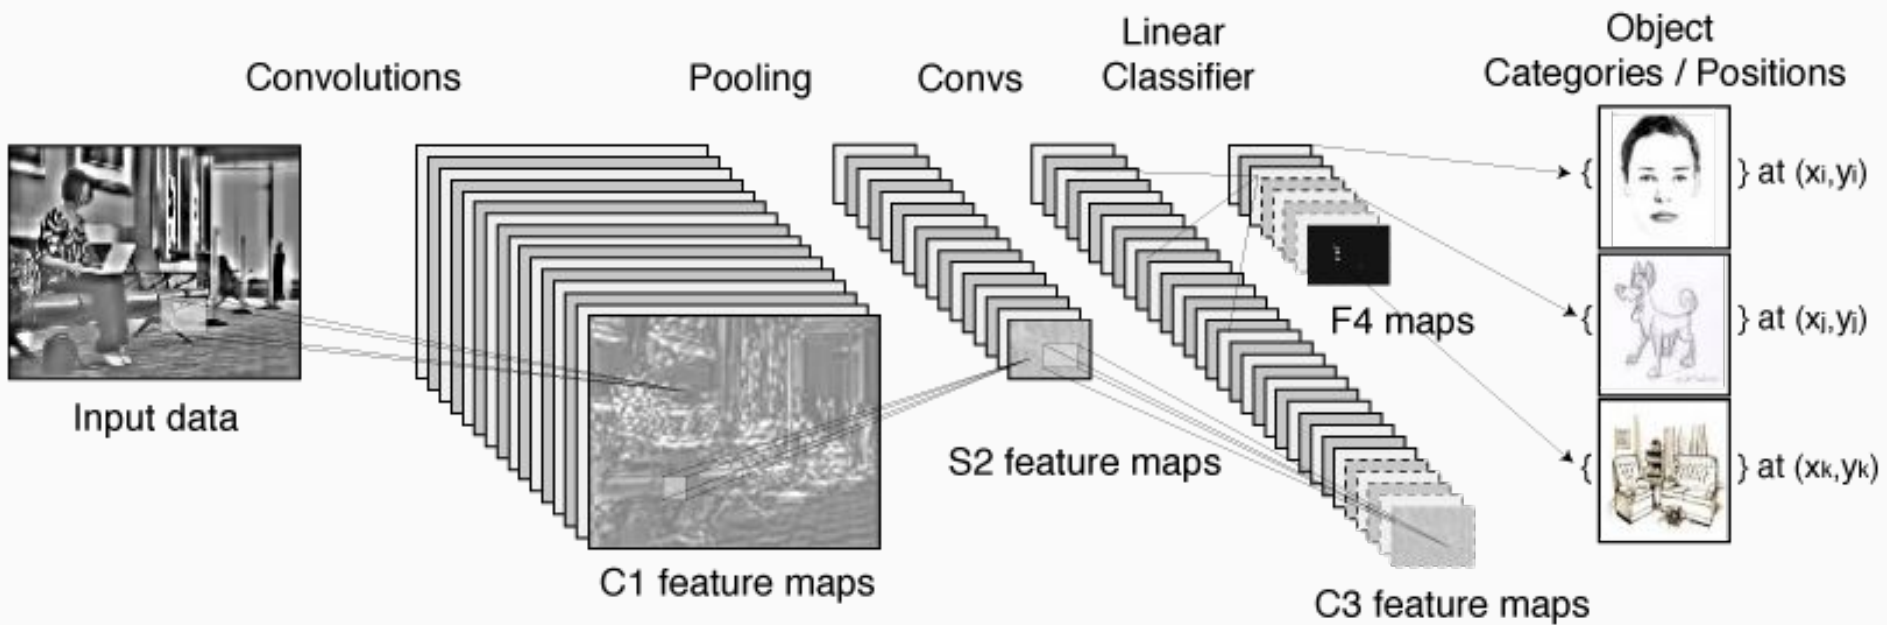 Convolutions
Pooling
Convs
Linear
Classifier
Object
Categories / Positions
{ } at (xi,yi)
{ } at (xj,yj)
{ } at (xk,yk)
Input data
C1 feature maps
S2 feature maps
C3 feature maps
F4 maps